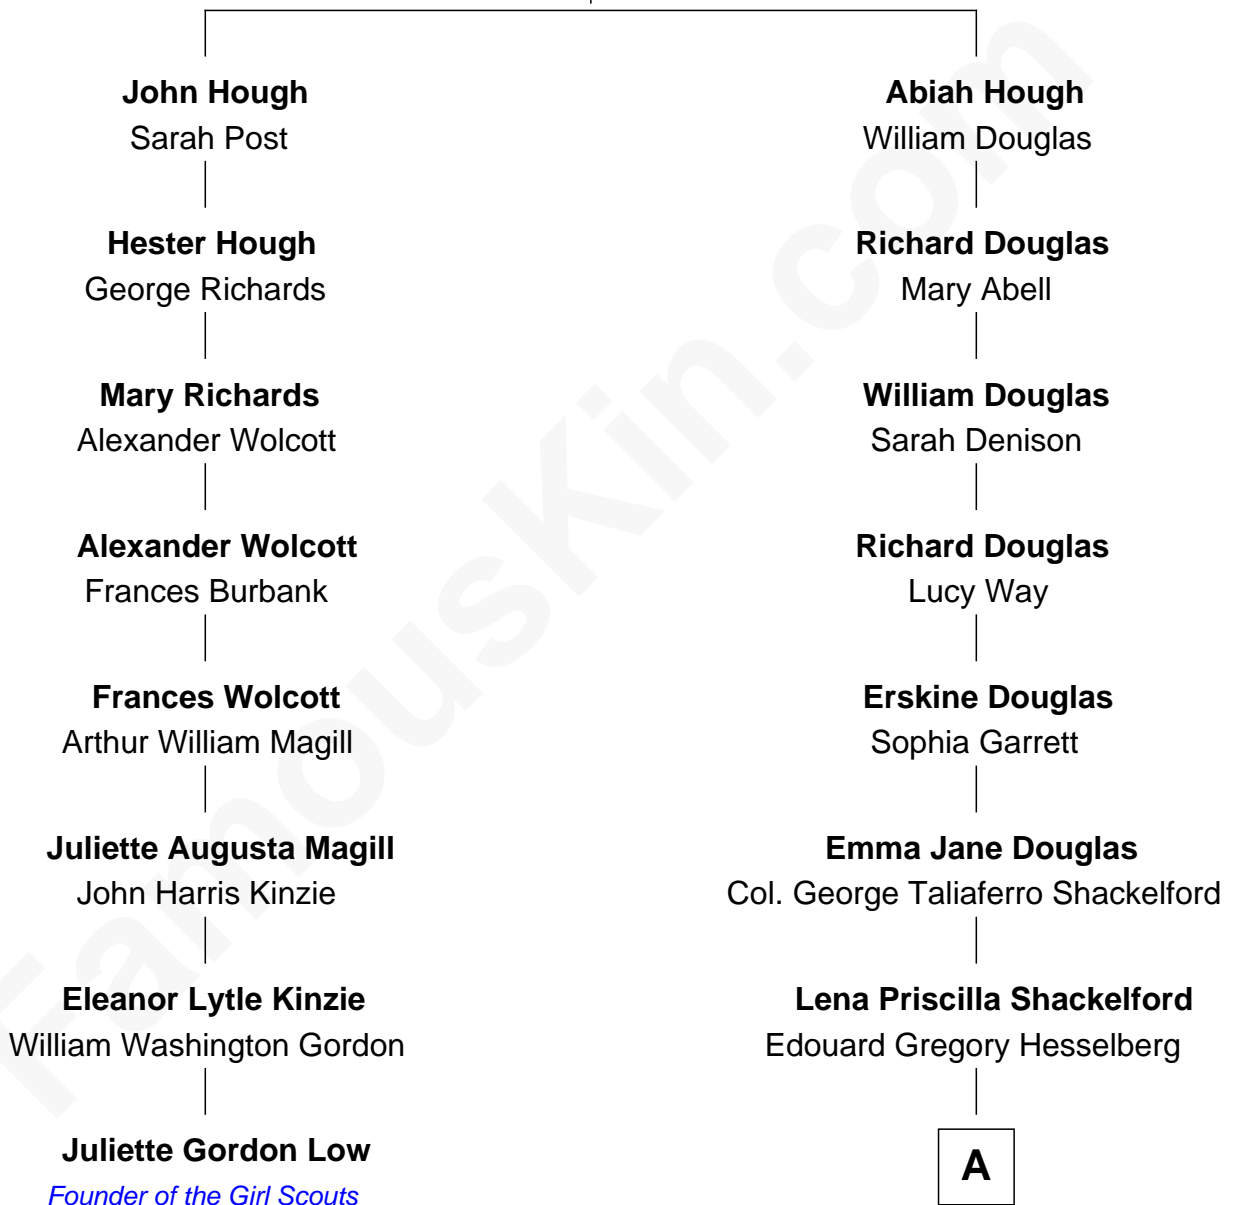 John Hough
Sarah Post
Abiah Hough
William Douglas
Hester Hough
George Richards
Richard Douglas
Mary Abell
Mary Richards
Alexander Wolcott
William Douglas
Sarah Denison
Alexander Wolcott
Frances Burbank
Richard Douglas
Lucy Way
Frances Wolcott
Arthur William Magill
Erskine Douglas
Sophia Garrett
Juliette Augusta Magill
John Harris Kinzie
Emma Jane Douglas
Col. George Taliaferro Shackelford
Eleanor Lytle Kinzie
William Washington Gordon
Lena Priscilla Shackelford
Edouard Gregory Hesselberg
Juliette Gordon Low
Founder of the Girl Scouts
A
FamousKin.com